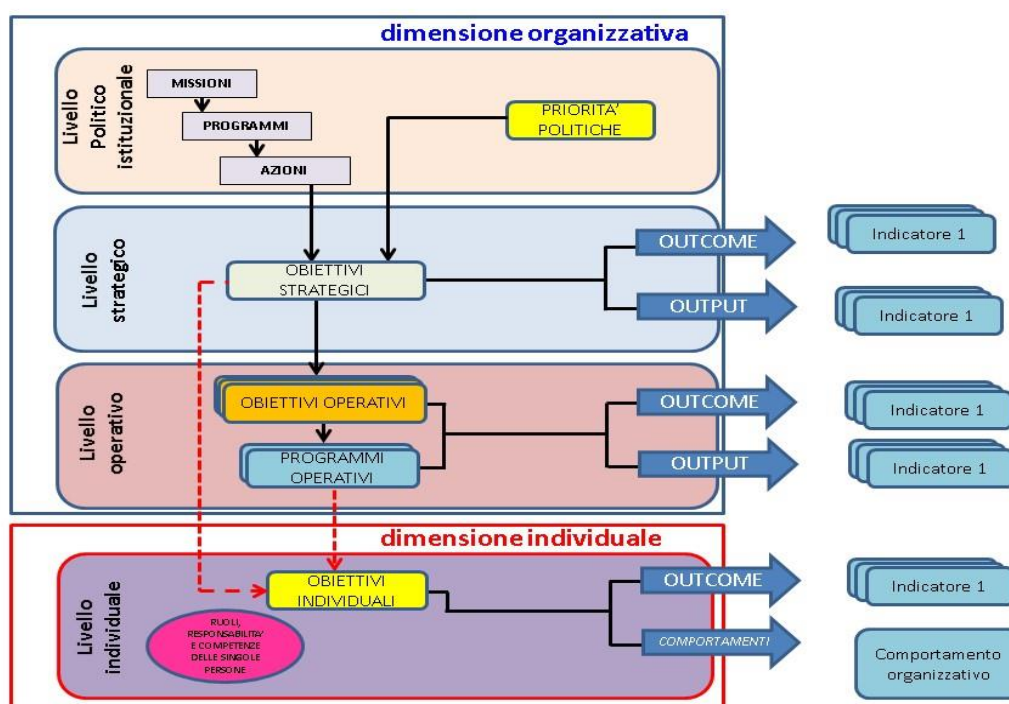 dimensione organizzativa
Livello
Politico
istituzionale
MISSIONI
PROGRAMMI
AZIONI
PRIORITA'
POLITICHE
Livello
strategico
OBIETTIVI
STRATEGICI
OUTCOME
Indicatore 1
OUTPUT
Indicatore 1
Livello
operativo
OBIETTIVI OPERATIVI
PROGRAMMI
OPERATIVI
OUTCOME
Indicatore 1
OUTPUT
Indicatore 1
dimensione individuale
Livello
individuale
OBIETTIVI
INDIVIDUALI
RUOLI,
RESPONSABILITA'
E COMPETENZE
DELLE SINGOLE
PERSONE
OUTCOME
Indicatore 1
COMPORTAMENTI
Comportamento
organizzativo